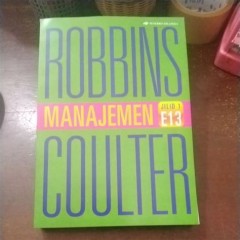 ROBBINS
MANAJEMEN
JILID 1
E13
COULTER